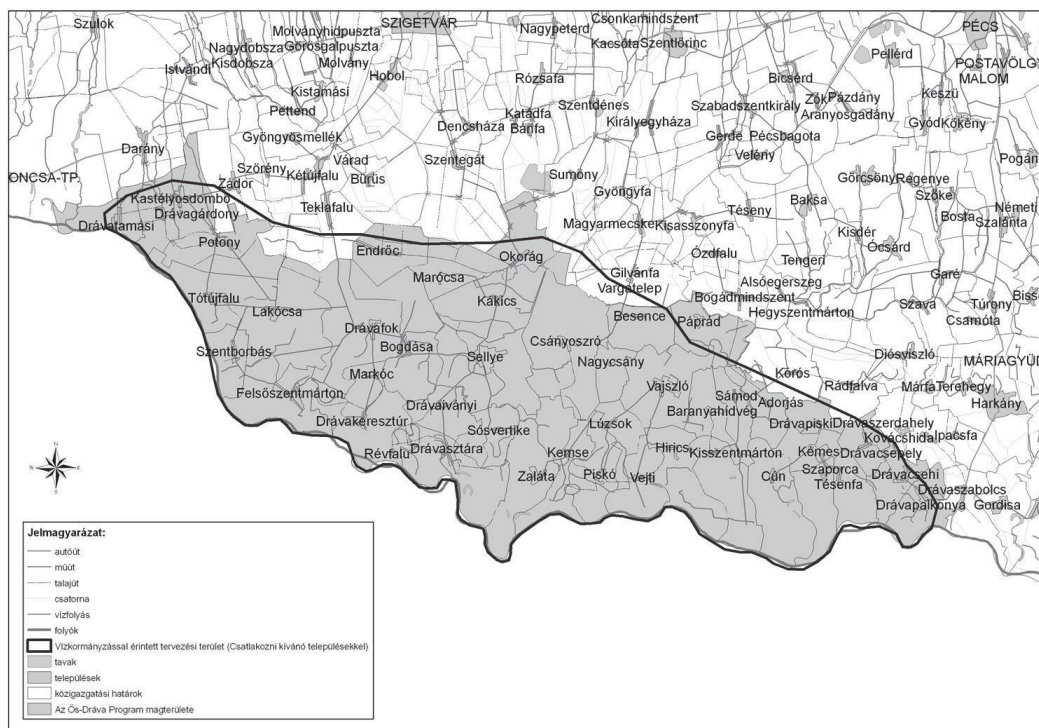 Szulok
Molványhidpuszta
SZIGETVÁR
Csonkamindszent
PÉCS
Nagypeterd
Nagydobsza
Görösgalpuszta
Kacsóta
Szentlőrinc
Pellérd
Kisdobsza
Molvány
POSTAVÖLGY
Istvándi
Hobol
Rózsafa
Bicsérd
MALOM
Kistamási
Zók
Pázdány
Keszü
Pettend
Katádfa
Szentdénes
Szabadszentkirály
Aranyosgadány
Dencsháza
Bánfa
Királyegyháza
Gyód
Kökény
Gyöngyösmellék
Gerde
Pécsbagota
Darány
Várad
Szentegát
Velény
Pogán
Szörény
ONCSA-TP.
Kétújfalu
Bürüs
Sumony
Görcsöny
Regenye
Zádor
Gyöngyfa
Kastélyosdombó
Baksa
Szőke
Drávagárdony
Teklafalu
Téseny
Bosta
Németi
Drávatamási
Magyarmecske
Kisasszonyfa
Szalánta
Kisdér
Potony
Ócsárd
Endrőc
Okorág
Ózdfalu
Tengeri
Marócsa
Gilvánfa
Garé
Vargatelep
Alsóegerszeg
Tótújfalu
Kákics
Bogádmindszent
Szava
Túrony
Bisse
Lakócsa
Besence
Páprád
Hegyszentmárton
Csarnóta
Drávafok
Csányoszró
Szentborbás
Bogdása
Sellye
Nagycsány
Diósviszló
MÁRIAGYÜD
Markóc
Kórós
Felsőszentmárton
Vajszló
Rádfalva
Márfa
Terehegy
Drávaiványi
Sámod
Adorjás
Harkány
Baranyahídvég
Drávakeresztúr
Lúzsok
Drávapiski
Drávaszerdahely
Sósvertike
Kovácshida
Ipacsfa
Révfalu
Drávasztára
Kemse
Hirics
Kisszentmárton
Kémes
Drávacsepely
Zaláta
Piskó
Vejti
Cún
Szaporca
Drávacsehi
Tésenfa
Drávaszabolcs
Drávapalkonya
Gordisa
N
Jelmagyarázat:
autóút
műút
talajút
csatorna
vízfolyás
folyók
Vízkormányzással érintett tervezési terület (Csatlakozni kívánó településekkel)
tavak
települések
közigazgatási határok
Az Ős-Dráva Program magterülete